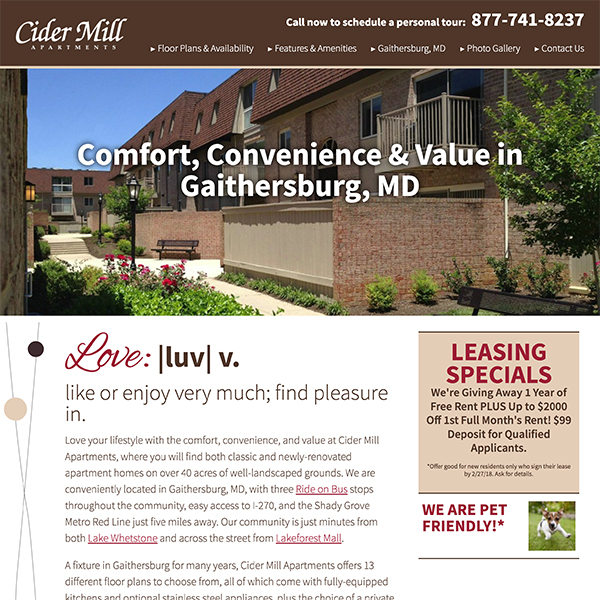 Cider Mill
APARTMENTS
Call now to schedule a personal tour: 877-741-8237
▸ Floor Plans & Availability ▸ Features & Amenities ▸ Gaithersburg, MD ▸ Photo Gallery ▸ Contact Us
Comfort, Convenience & Value in
Gaithersburg, MD
Love: |luv| v.
like or enjoy very much; find pleasure
in.
Love your lifestyle with the comfort, convenience, and value at Cider Mill
Apartments, where you will find both classic and newly-renovated
apartment homes on over 40 acres of well-landscaped grounds. We are
conveniently located in Gaithersburg, MD, with three Ride on Bus stops
throughout the community, easy access to I-270, and the Shady Grove
Metro Red Line just five miles away. Our community is just minutes from
both Lake Whetstone and across the street from Lakeforest Mall.
A fixture in Gaithersburg for many years, Cider Mill Apartments offers 13
different floor plans to choose from, all of which come with fully-equipped
kitchens and optional stainless steel appliances, plus the choice of a private
LEASING
SPECIALS
We're Giving Away 1 Year of
Free Rent PLUS Up to $2000
Off 1st Full Month's Rent! $99
Deposit for Qualified
Applicants.
*Offer good for new residents only who sign their lease
by 2/27/18. Ask for details.
WE ARE PET
FRIENDLY!*